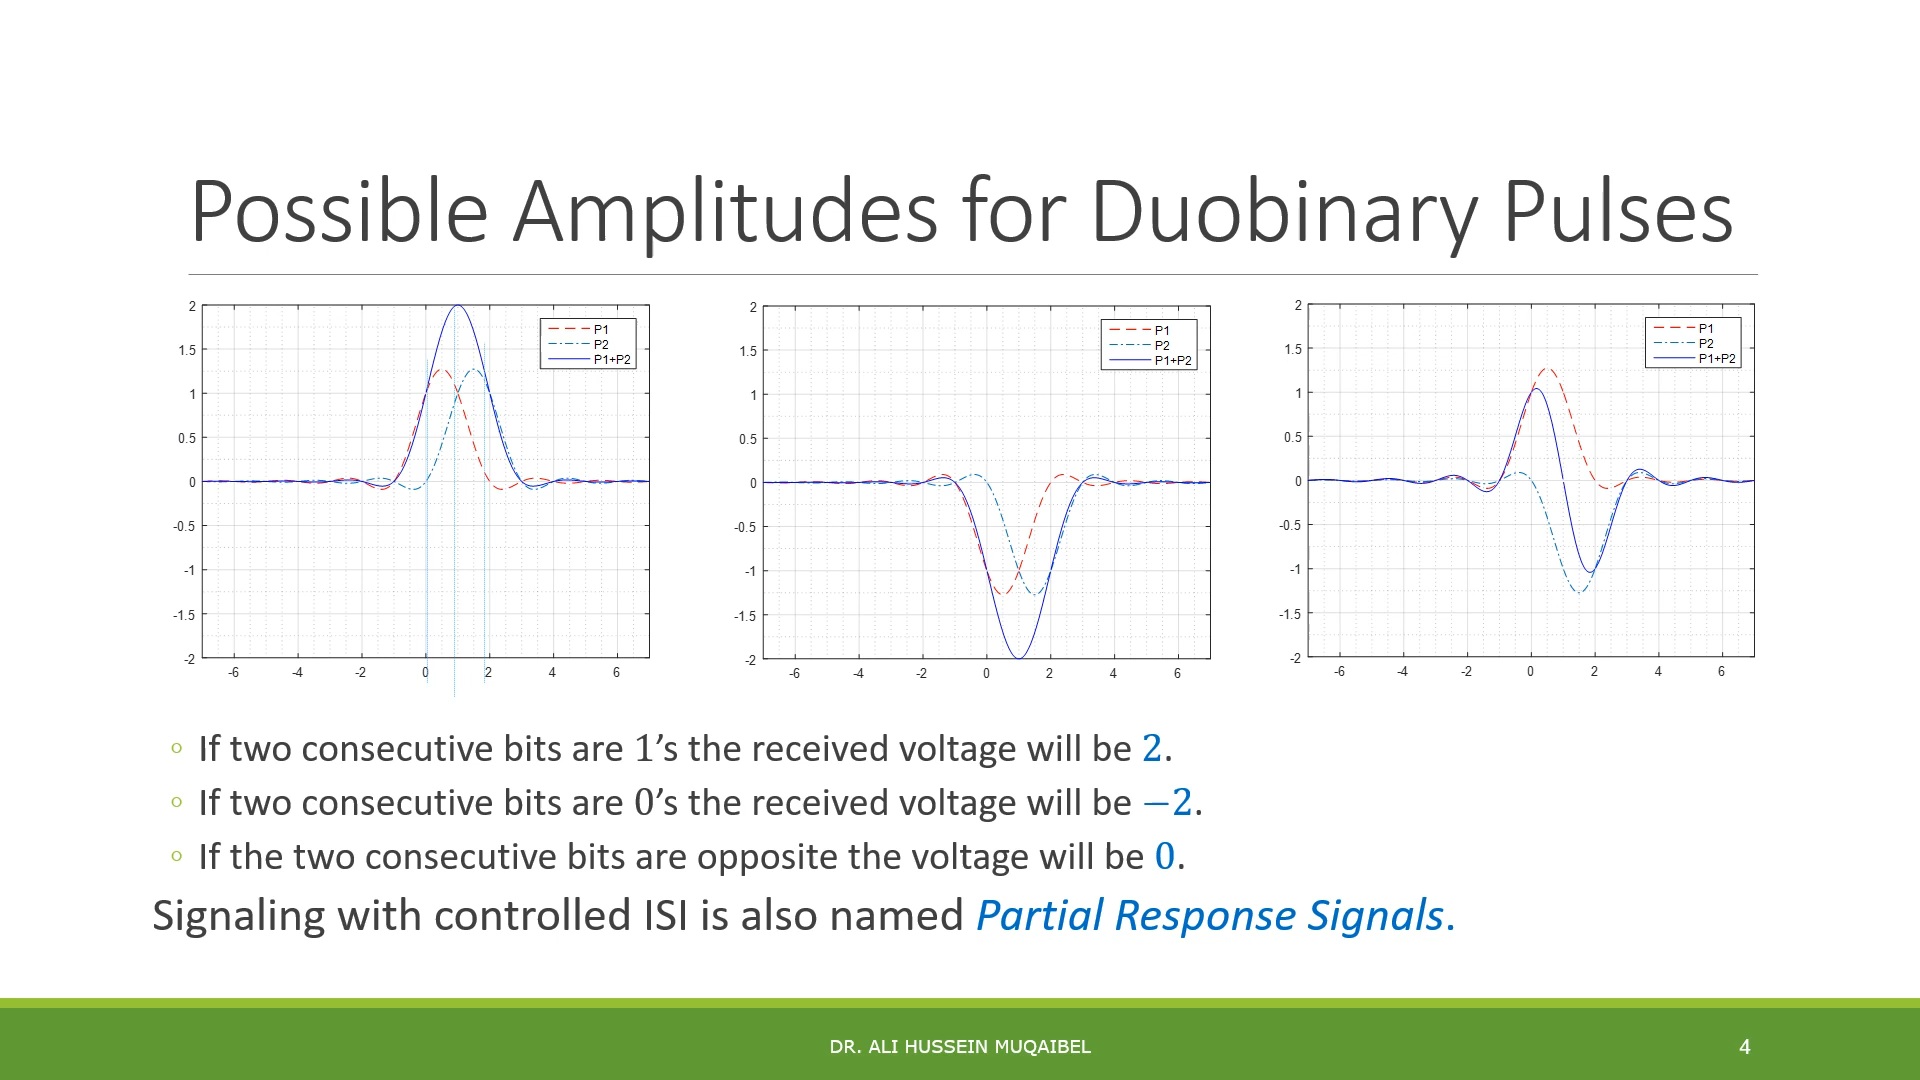 Possible Amplitudes for Duobinary Pulses
2
1.5
1
0.5
0
-0.5
-1
-1.5
-2
-6 -4 -2 0 2 4 6
P1
P2
P1+P2
2
1.5
1
0.5
0
-0.5
-1
-1.5
-2
-6 -4 -2 0 2 4 6
P1
P2
P1+P2
2
1.5
1
0.5
0
-0.5
-1
-1.5
-2
-6 -4 -2 0 2 4 6
P1
P2
P1+P2
◦ If two consecutive bits are 1’s the received voltage will be 2.
◦ If two consecutive bits are 0’s the received voltage will be −2.
◦ If the two consecutive bits are opposite the voltage will be 0.
Signaling with controlled ISI is also named Partial Response Signals.
DR. ALI HUSSEIN MUQAIBEL
4